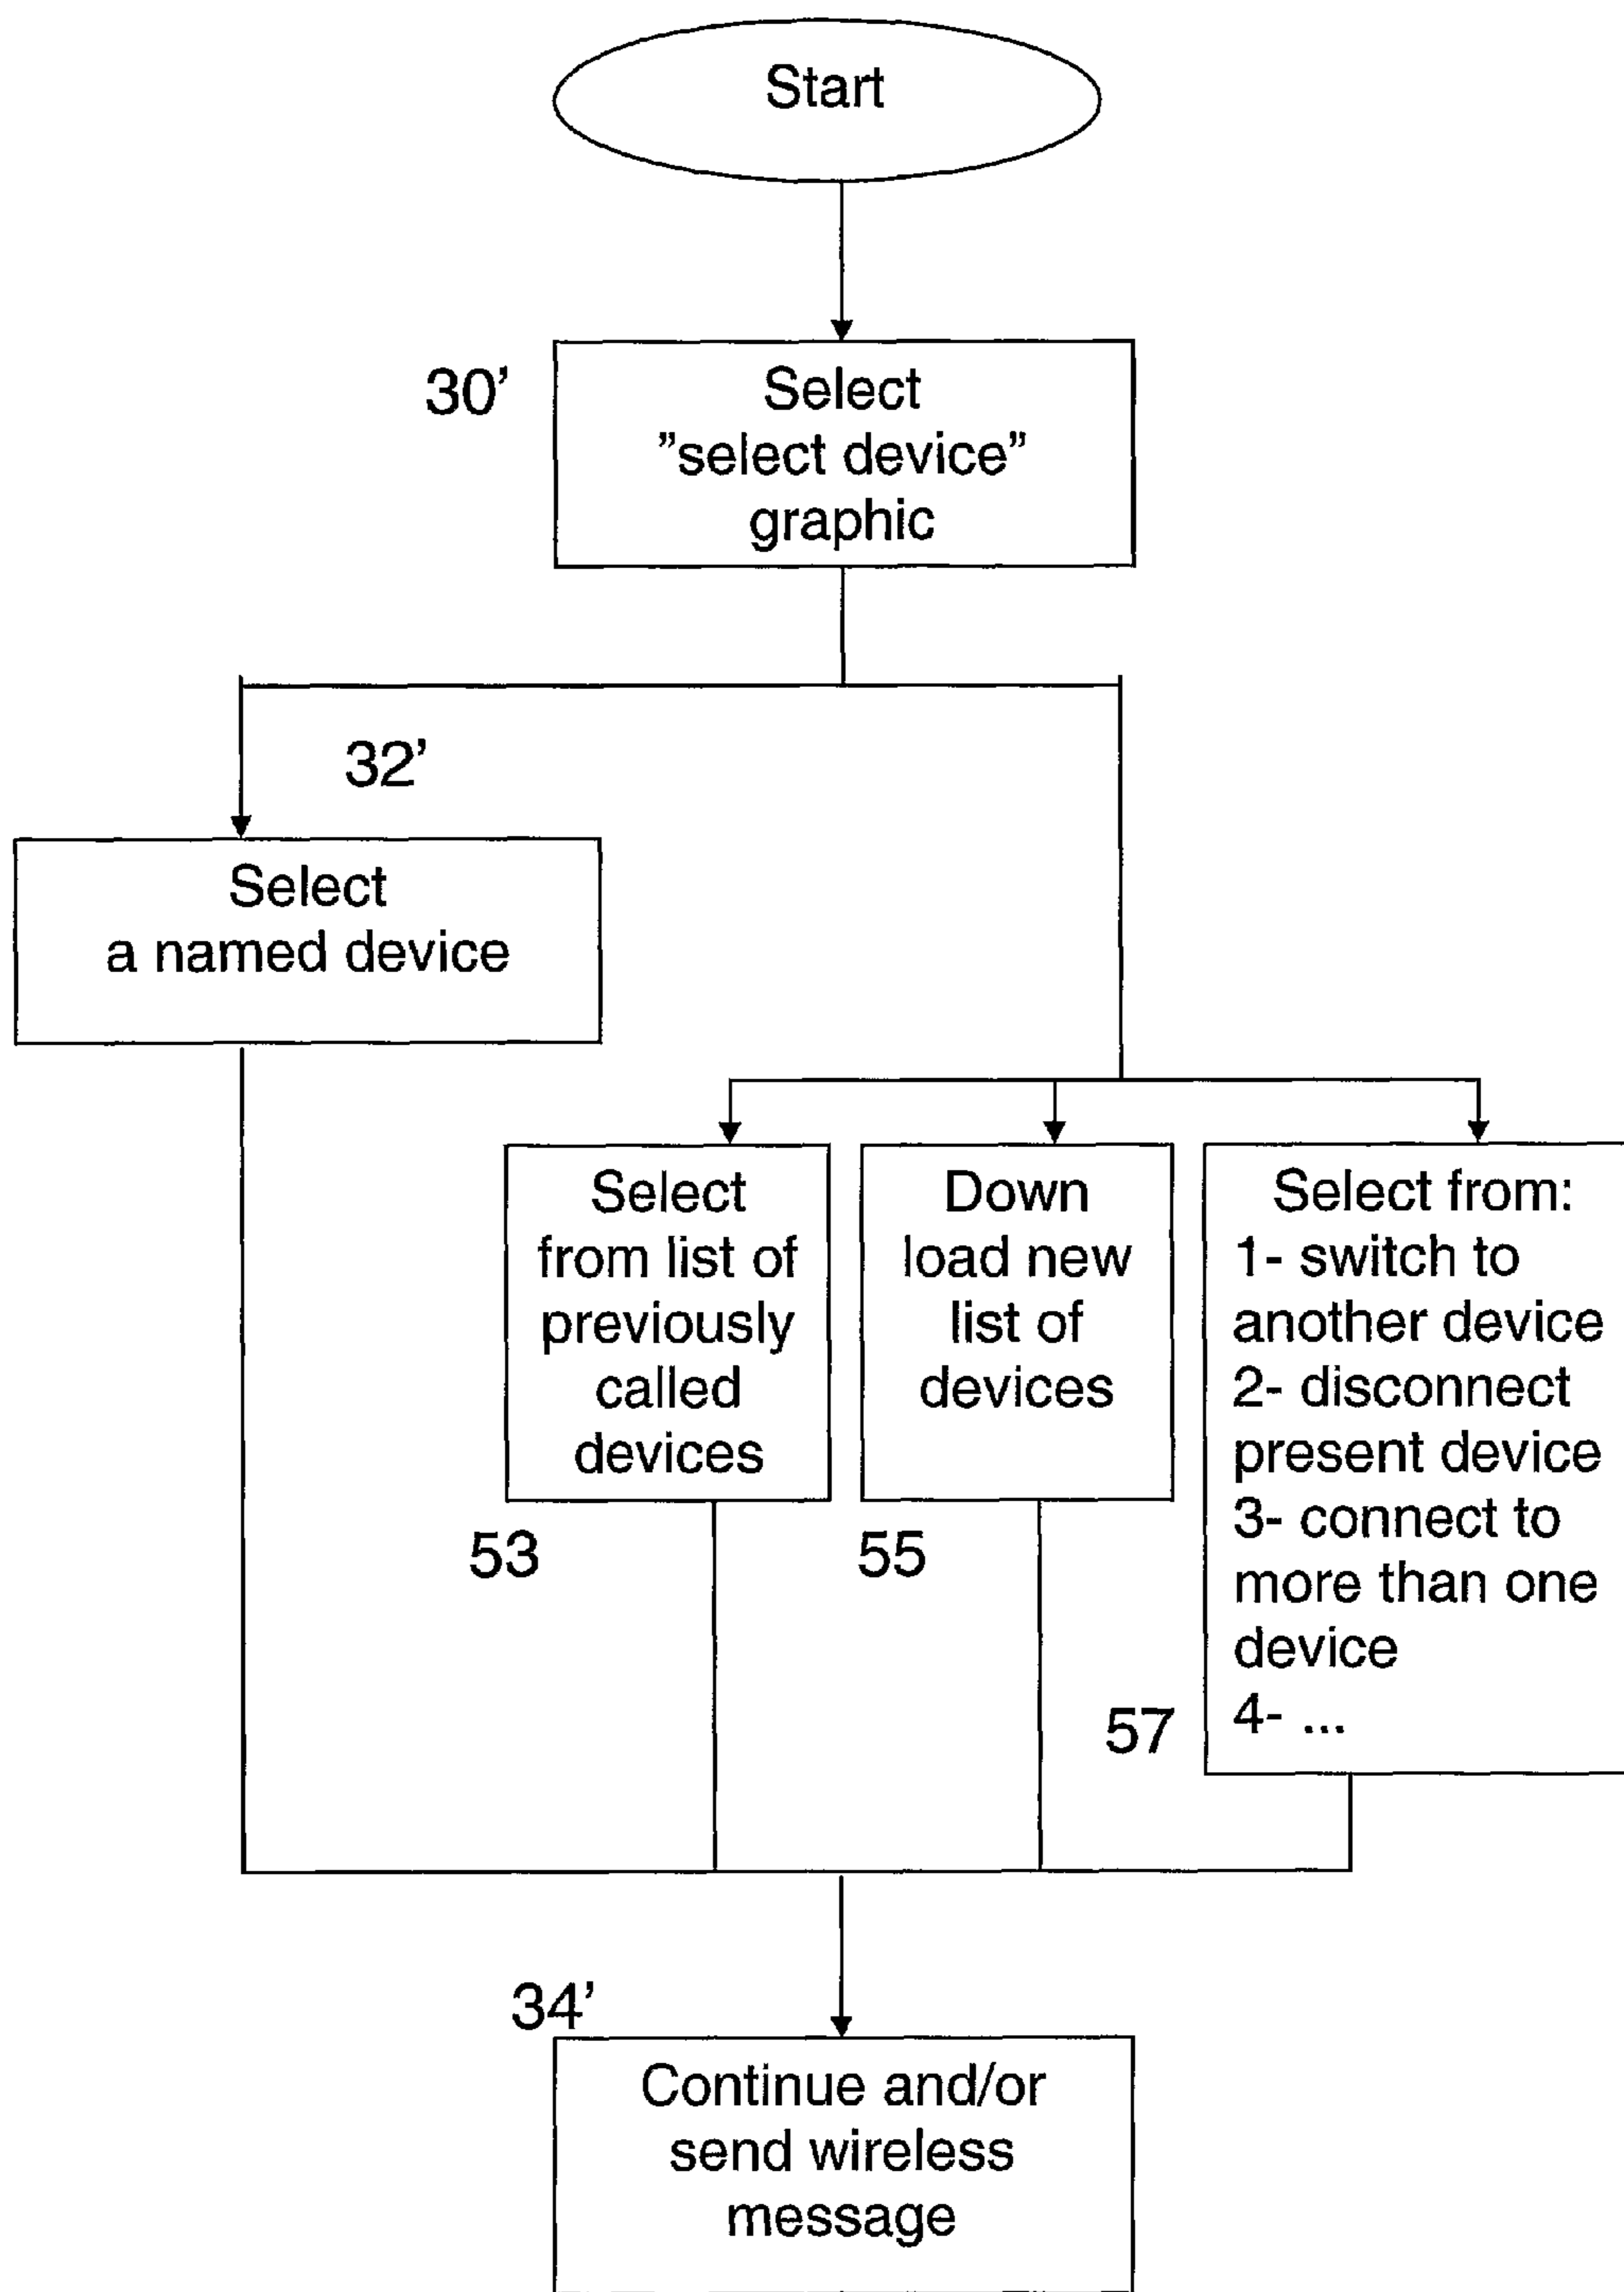 Start
30’
Select
”select device”
graphic
32’
Select
a named device
Select
from list of
previously
called
devices
53
Down
load new
list of
devices
55
Select from:
1- switch to
another device
2- disconnect
present device
3- connect to
more than one
device
4- ...
57
34’
Continue and/or
send wireless
message